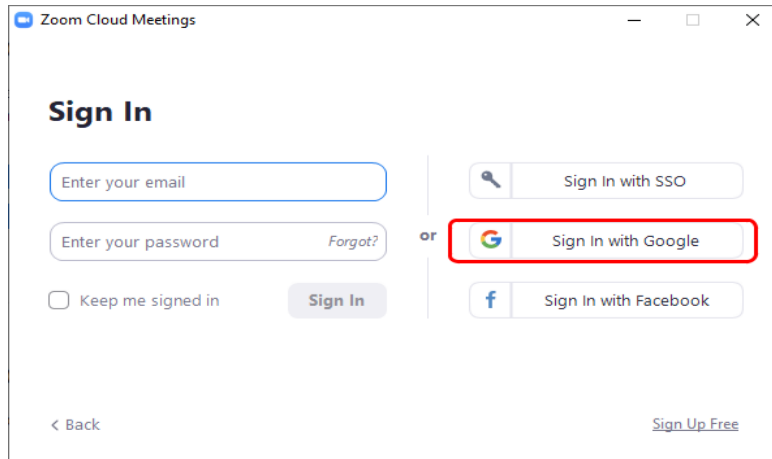 Zoom Cloud Meetings
Sign In
Enter your email
Enter your password Forgot?
Keep me signed in Sign In
or
Sign In with SSO
Sign In with Google
Sign In with Facebook
< Back
Sign Up Free